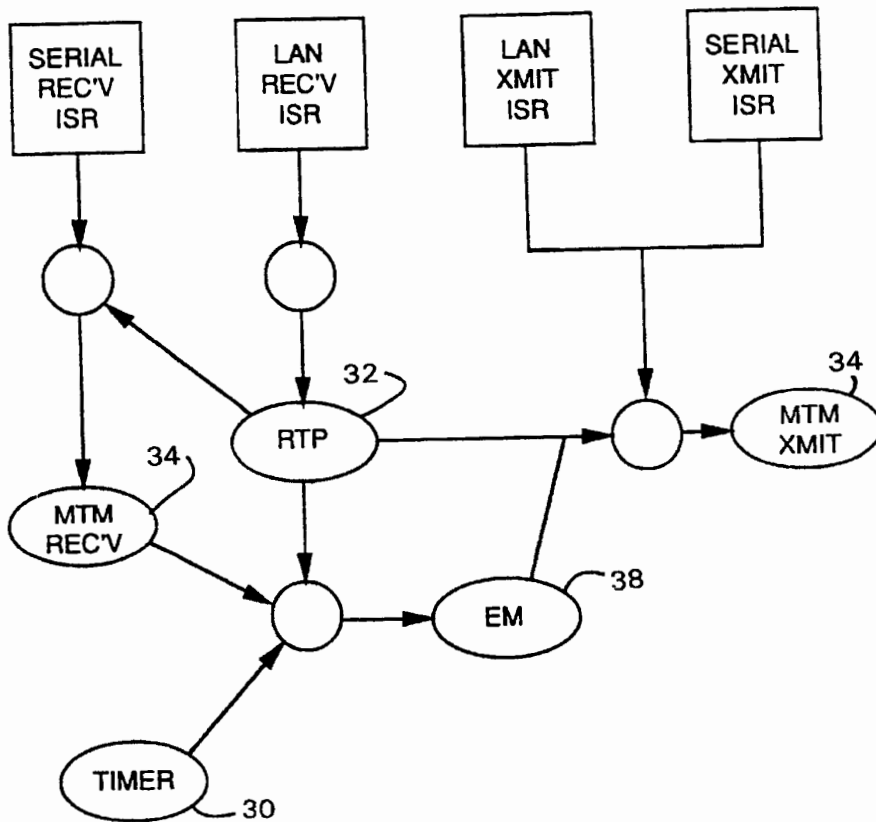 SERIAL
REC'V
ISR
LAN
REC'V
ISR
LAN
XMIT
ISR
SERIAL
XMIT
ISR
32
RTP
34
MTM
XMIT
34
MTM
REC'V
EM
38
TIMER
30